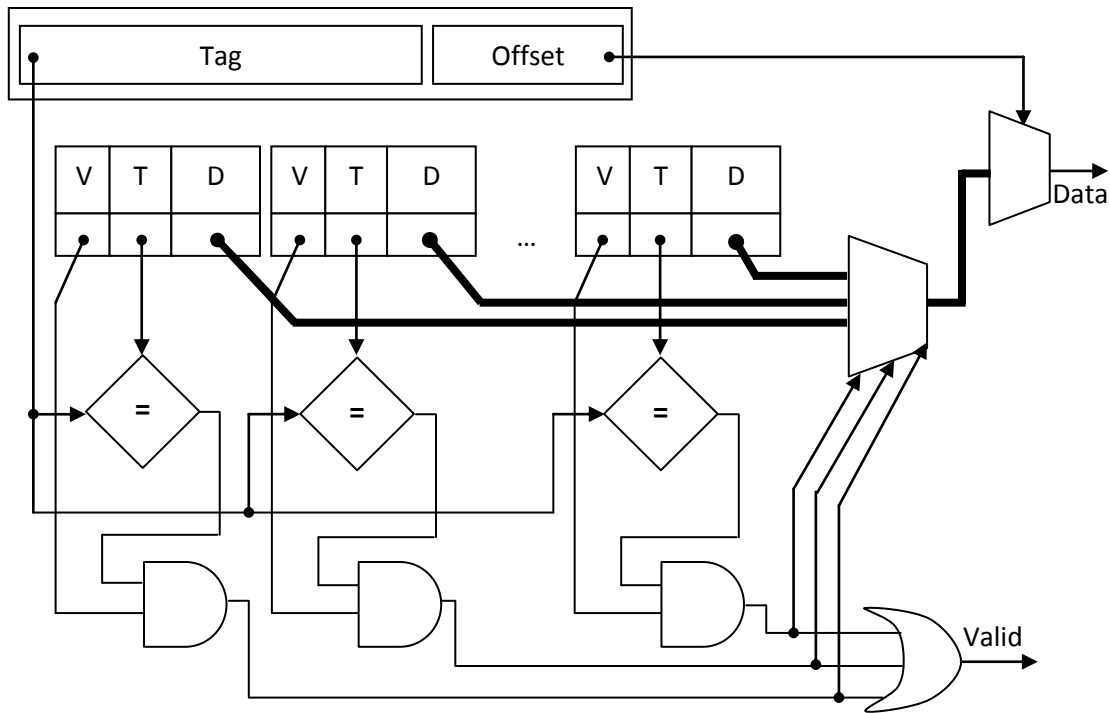 Tag Offset
V T D V T D ... V T D
Data
= = =
Valid